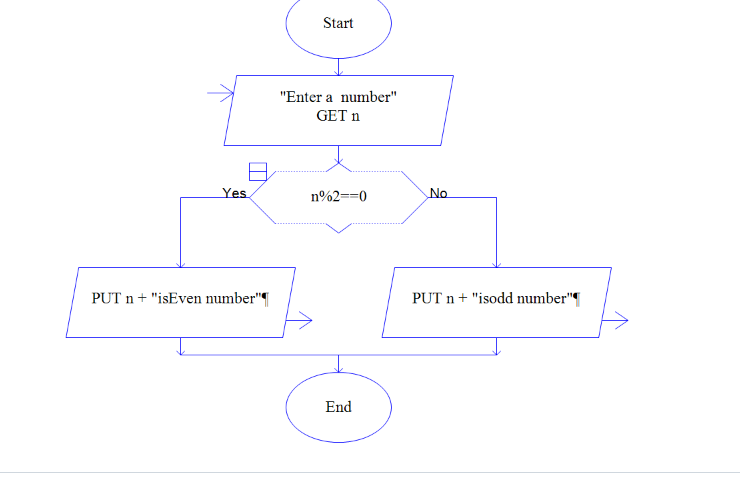 Start
"Enter a  number"
GET n
Yes
n%2==0
No
PUT n + "isEven number"¶
PUT n + "isodd number"¶
End